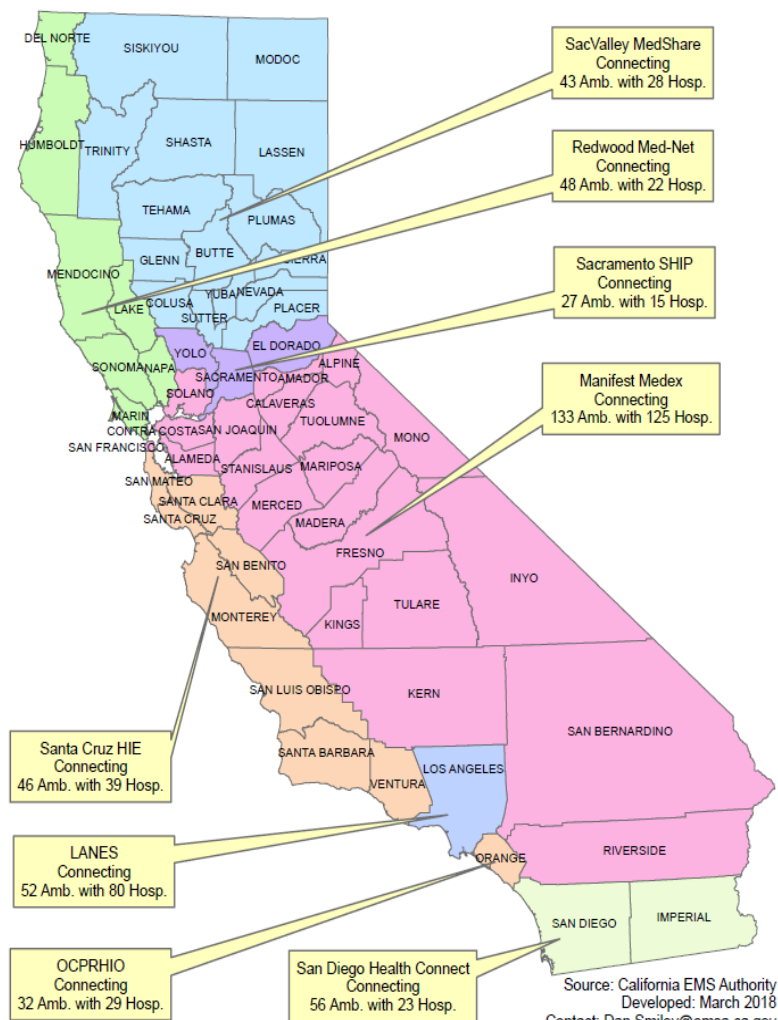 DEL NORTE
SISKIYOU
MODOC
SacValley MedShare
Connecting
43 Amb. with 28 Hosp.
HUMBOLDT
TRINITY
SHASTA
LASSEN
Redwood Med-Net
Connecting
48 Amb. with 22 Hosp.
TEHAMA
PLUMAS
GLENN
BUTTE
MENDOCINO
LAKE
COLUSA
YUBA
NEVADA
SUTTER
PLACER
Sacramento SHIP
Connecting
27 Amb. with 15 Hosp.
YOLO
EL DORADO
SONOMA
NAPA
SACRAMENTO
AMADOR
ALPINE
SOLANO
CALAVERAS
Manifest Medex
Connecting
133 Amb. with 125 Hosp.
MARIN
CONTRA COSTA
SAN JOAQUIN
TUOLUMNE
MONO
SAN FRANCISCO
ALAMEDA
STANISLAUS
MARIPOSA
SAN MATEO
SANTA CLARA
MERCED
SANTA CRUZ
MADERA
FRESNO
SAN BENITO
INYO
MONTEREY
KINGS
TULARE
SAN LUIS OBISPO
KERN
SAN BERNARDINO
SANTA BARBARA
VENTURA
LOS ANGELES
Santa Cruz HIE
Connecting
46 Amb. with 39 Hosp.
LANES
Connecting
52 Amb. with 80 Hosp.
ORANGE
RIVERSIDE
SAN DIEGO
IMPERIAL
OCPRHIO
Connecting
32 Amb. with 29 Hosp.
San Diego Health Connect
Connecting
56 Amb. with 23 Hosp.
Source: California EMS Authority
Developed: March 2018